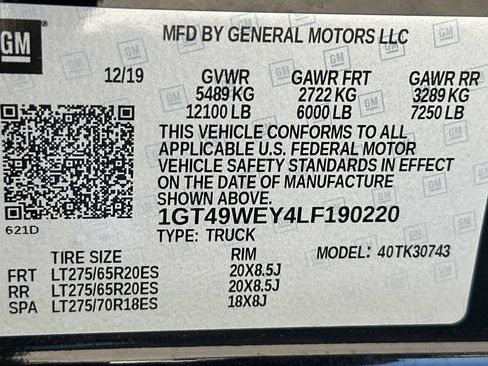 GM
MFD BY GENERAL MOTORS LLC
12/19 GVWR GAWR FRT GAWR RR
5489 KG 2722 KG 3289 KG
12100 LB 6000 LB 7250 LB
THIS VEHICLE CONFORMS TO ALL
APPLICABLE U.S. FEDERAL MOTOR
VEHICLE SAFETY STANDARDS IN EFFECT
ON THE DATE OF MANUFACTURE
SHOWN ABOVE.
1GT49WEY4LF190220
621D
TYPE: TRUCK MODEL: 40TK30743
TIRE SIZE RIM
FRT LT275/65R20ES 20X8.5J
RR LT275/65R20ES 20X8.5J
SPA LT275/70R18ES 18X8J